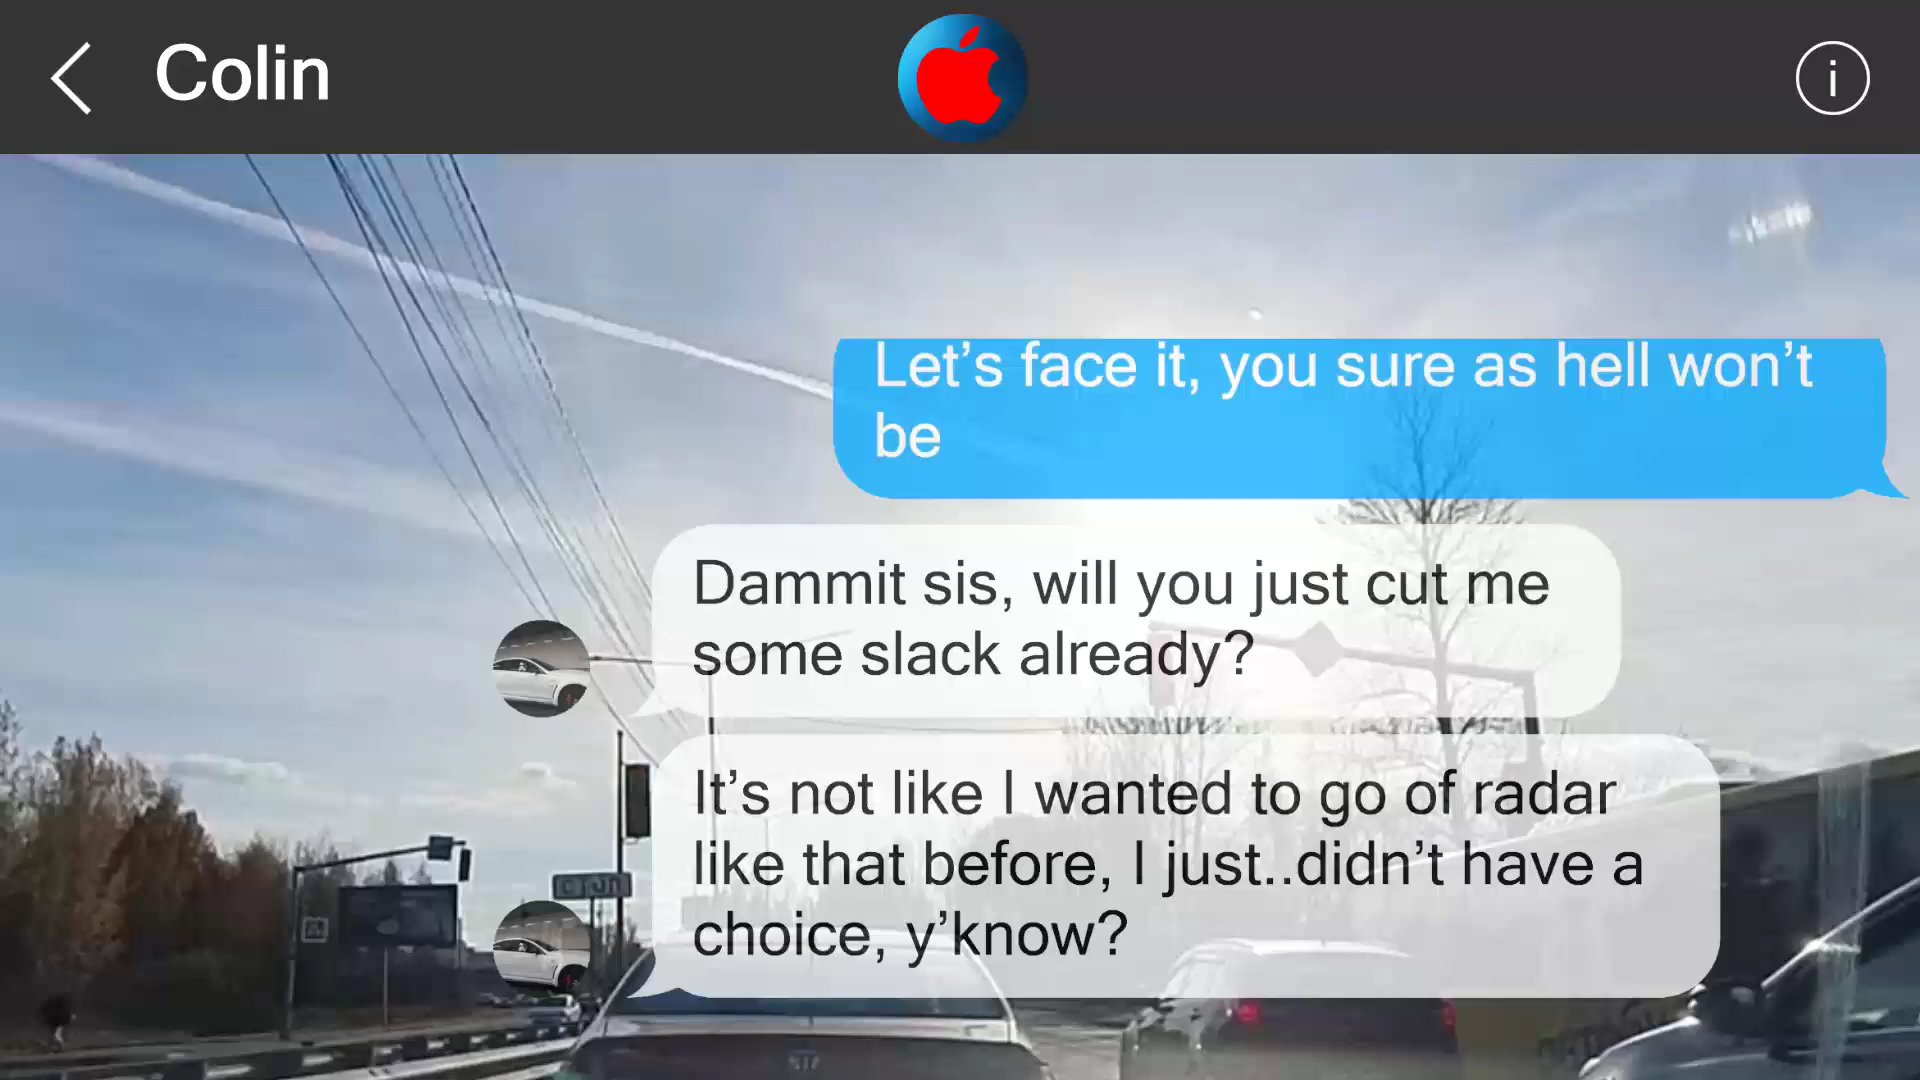 Colin
Let’s face it, you sure as hell won’t
be
Dammit sis, will you just cut me
some slack already?
It’s not like I wanted to go of radar
like that before, I just..didn’t have a
choice, y’know?